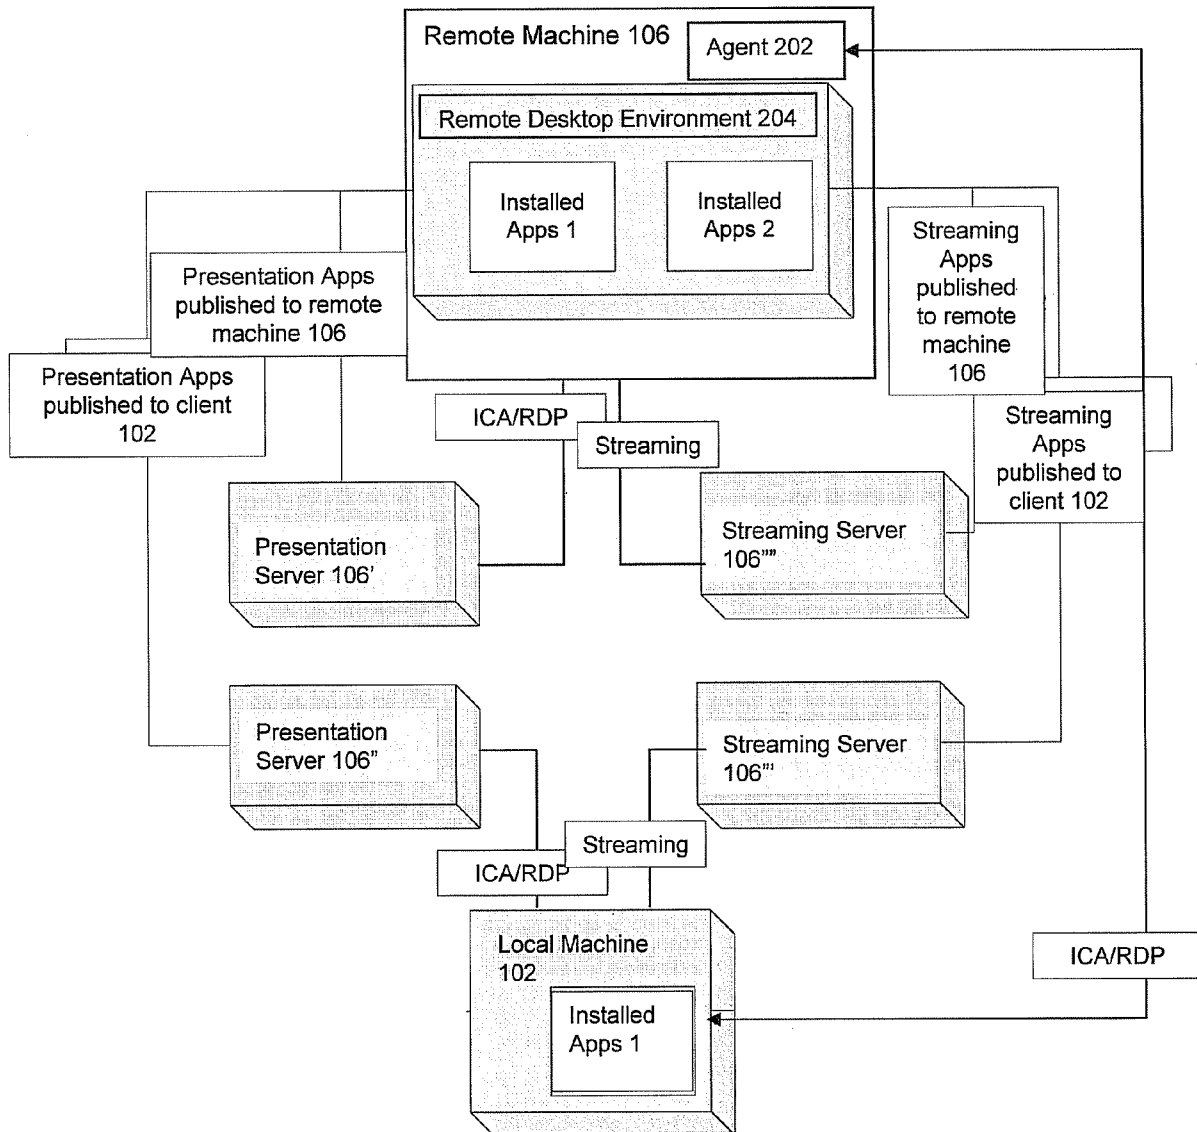 Remote Machine 106
Agent 202
Remote Desktop Environment 204
Installed
Apps 1
Installed
Apps 2
Presentation Apps
published to remote
machine 106
Streaming
Apps
published
to remote
machine
106
Presentation Apps
published to client
102
ICA/RDP
Streaming
Streaming
Apps
published to
client 102
Presentation
Server 106'
Streaming Server
106""
Presentation
Server 106"
Streaming Server
106"'
Streaming
ICA/RDP
Local Machine
102
ICA/RDP
Installed
Apps 1